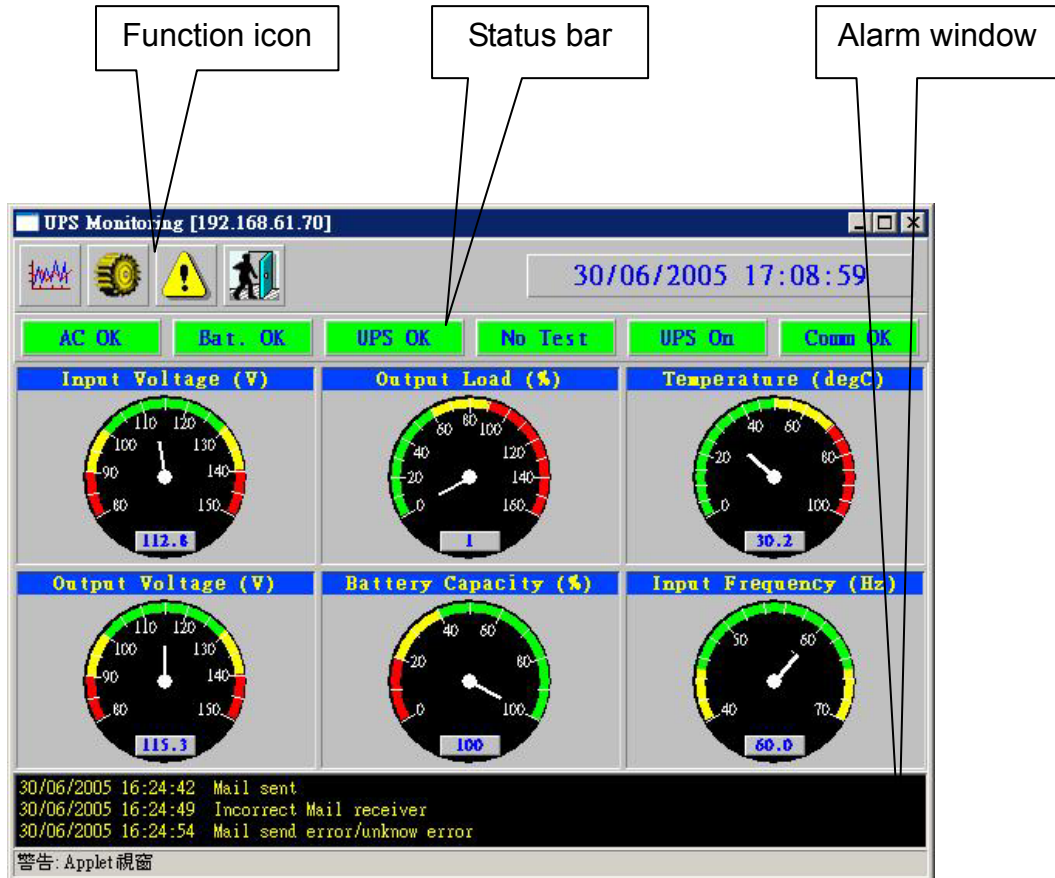 Function icon
Status bar
Alarm window
UPS Monitoring [192.168.61.70]
30/06/2005 17:08:59
AC OK
Bat. OK
UPS OK
No Test
UPS On
Comm OK
Input Voltage (V)
80 90 100 110 120 130 140 150
112.8
Output Load (%)
0 20 40 60 80 100 120 140 160
1
Temperature (degC)
0 20 40 60 80 100
30.2
Output Voltage (V)
80 90 100 110 120 130 140 150
115.3
Battery Capacity (%)
0 20 40 60 80 100
100
Input Frequency (Hz)
40 50 60 70
60.0
30/06/2005 16:24:42 Mail sent
30/06/2005 16:24:49 Incorrect Mail receiver
30/06/2005 16:24:54 Mail send error/unknow error
警告: Applet 視窗